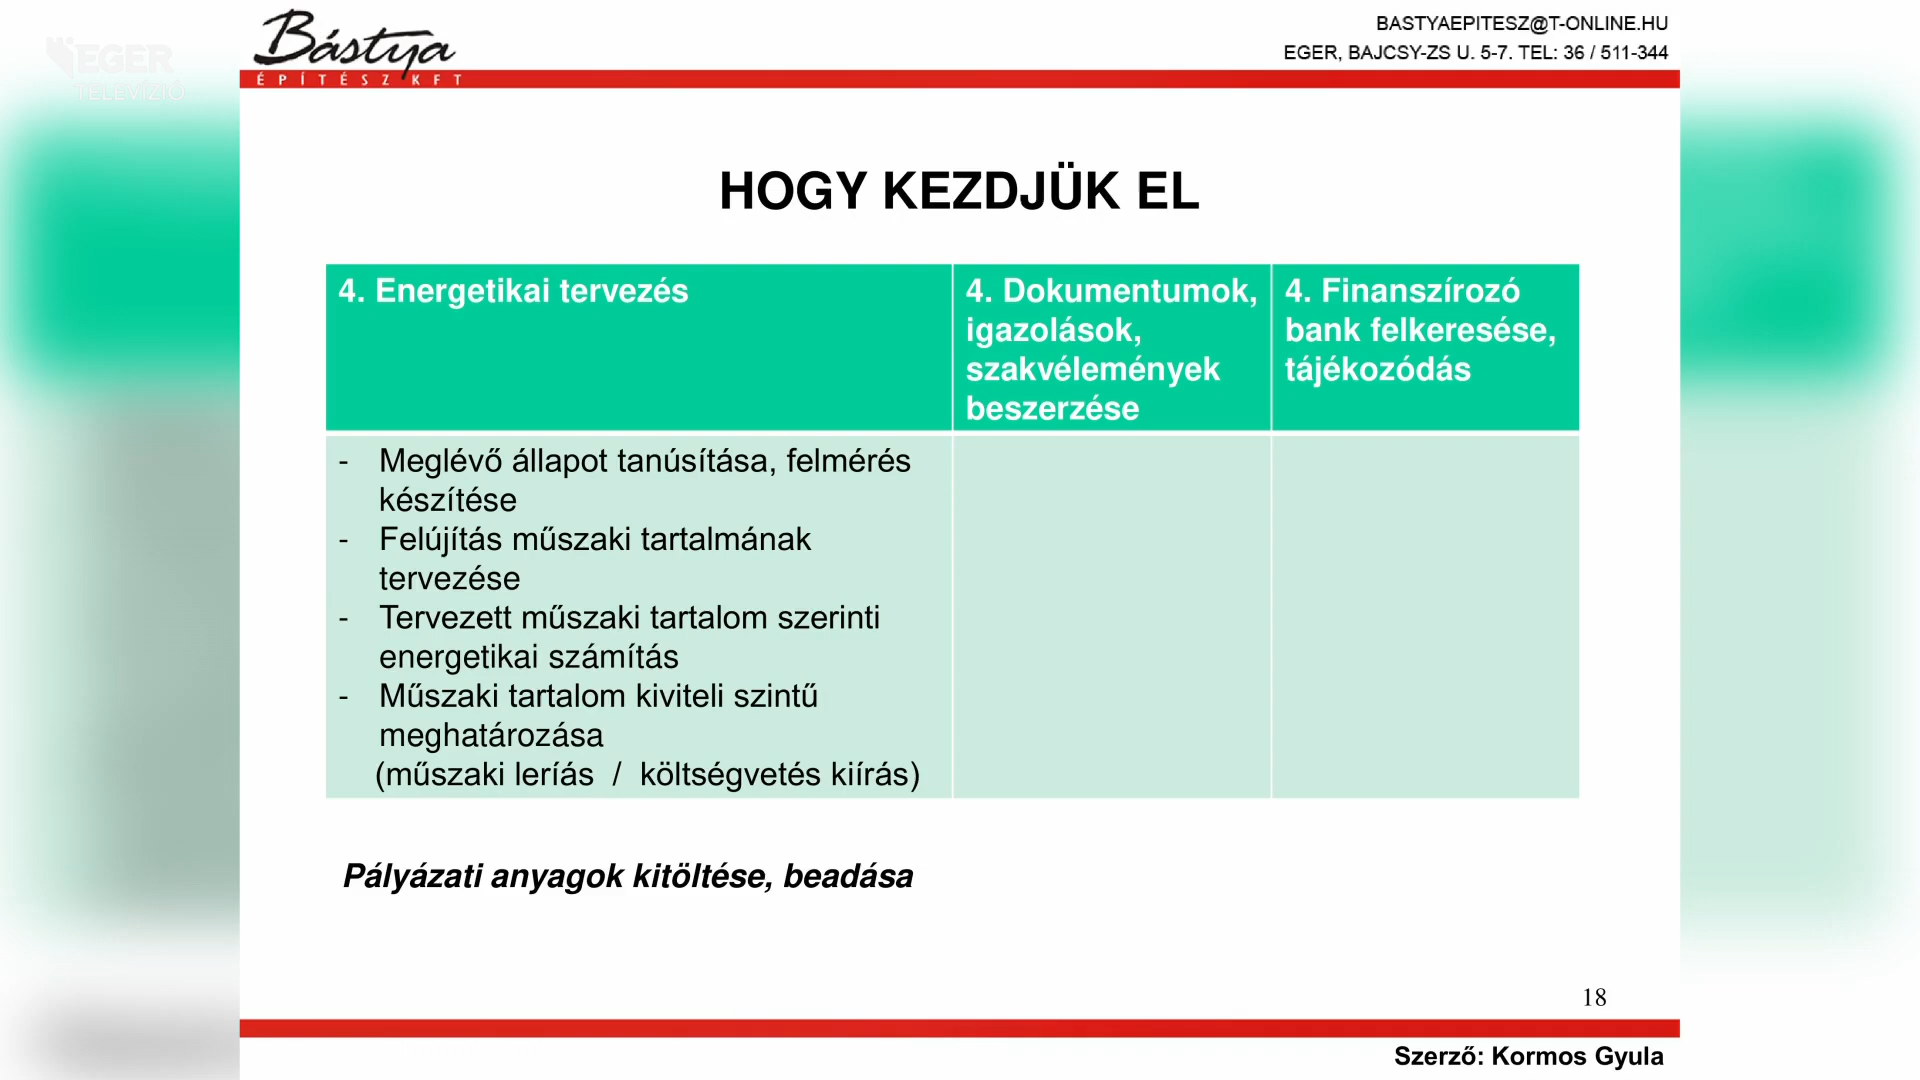 EGER
TELEVÍZIÓ
Bástya
ÉPÍTÉSZ KFT
BASTYAEPITESZ@T-ONLINE.HU
EGER, BAJCSY-ZS U. 5-7. TEL: 36 / 511-344
HOGY KEZDJÜK EL
4. Energetikai tervezés
4. Dokumentumok,
igazolások,
szakvélemények
beszerzése
4. Finanszírozó
bank felkeresése,
tájékozódás
- Meglévő állapot tanúsítása, felmérés
készítése
- Felújítás műszaki tartalmának
tervezése
- Tervezett műszaki tartalom szerinti
energetikai számítás
- Műszaki tartalom kiviteli szintű
meghatározása
(műszaki leríás / költségvetés kiírás)
Pályázati anyagok kitöltése, beadása
18
Szerző: Kormos Gyula